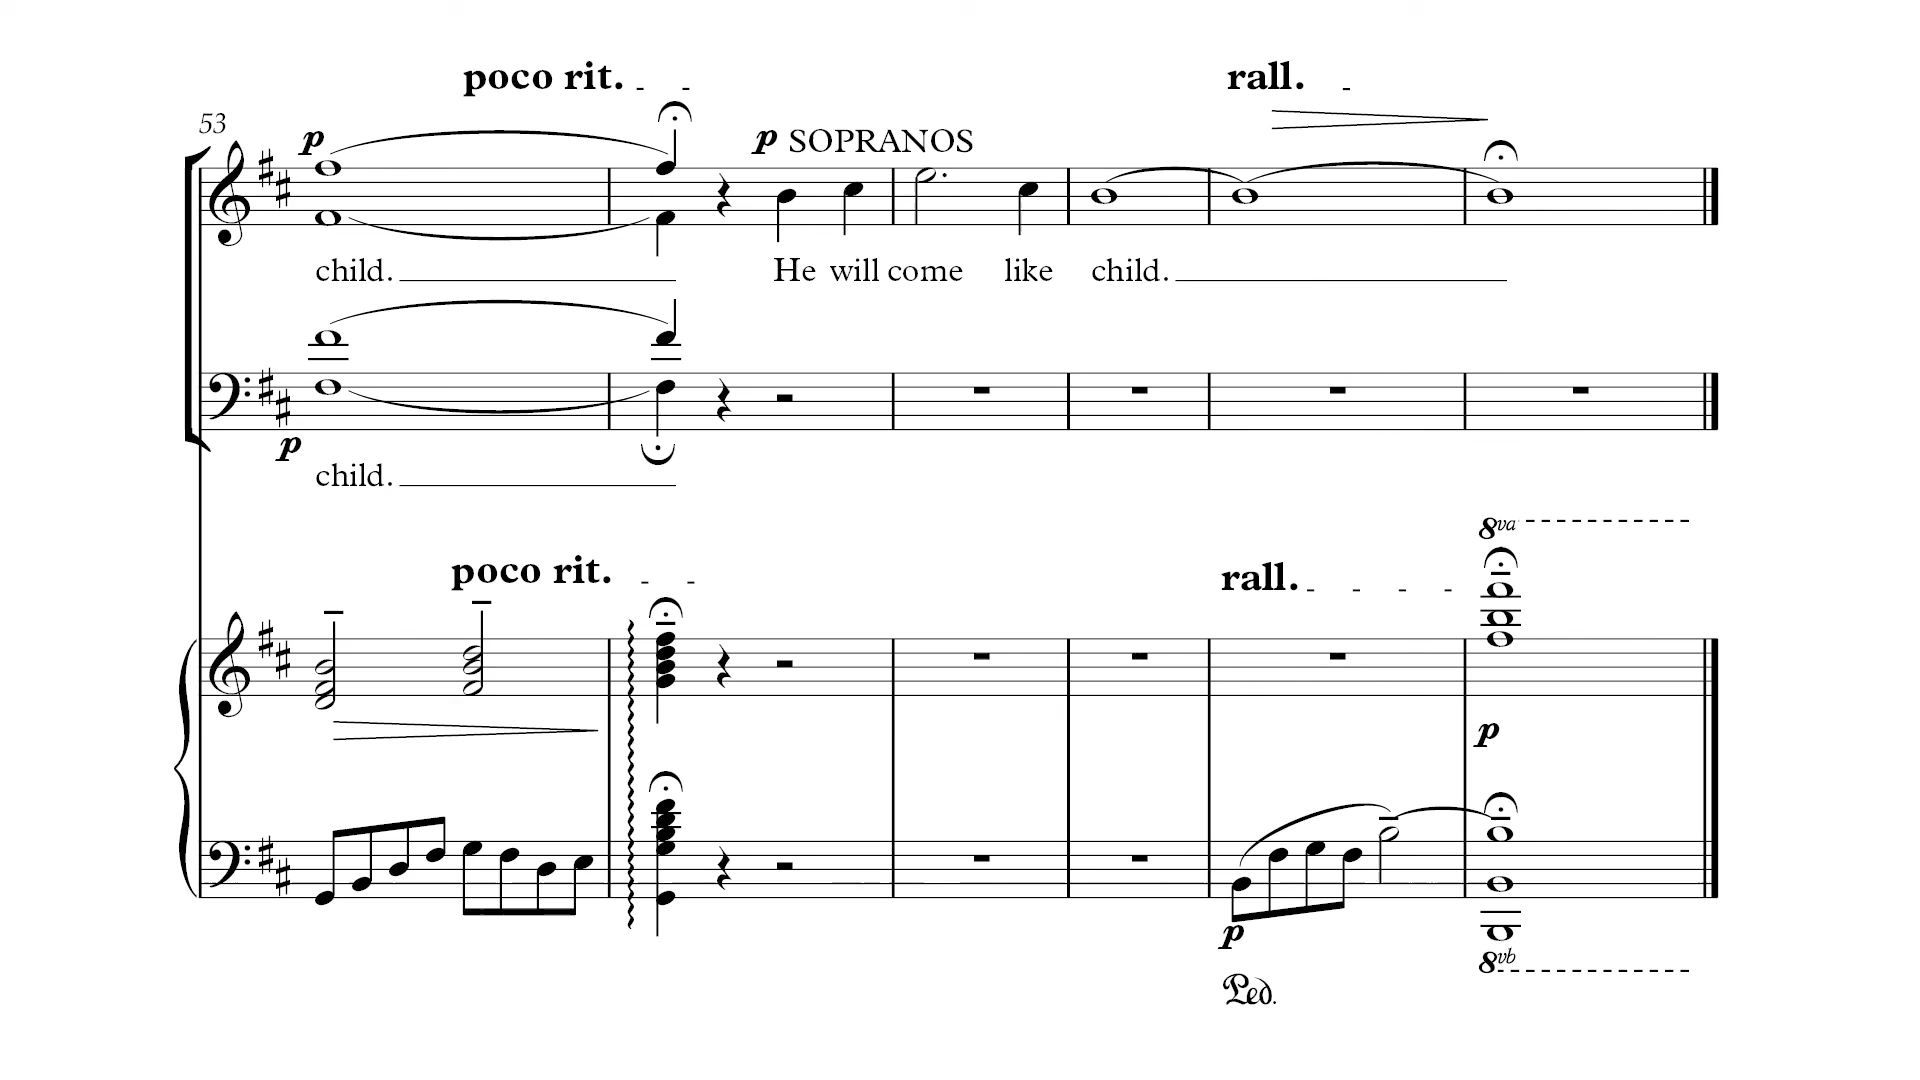 poco rit. rall.
53
p p SOPRANOS
child. He will come like child.
p
child.
8va
poco rit. rall.
p
p
8vb
Ped.